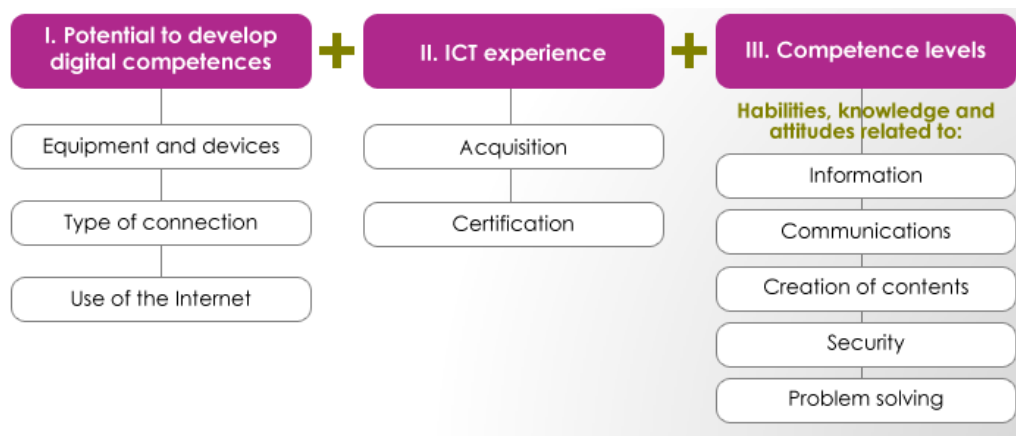 I. Potential to develop
digital competences
Equipment and devices
Type of connection
Use of the Internet
+
II. ICT experience
Acquisition
Certification
+
III. Competence levels
Habilities, knowledge and
attitudes related to:
Information
Communications
Creation of contents
Security
Problem solving